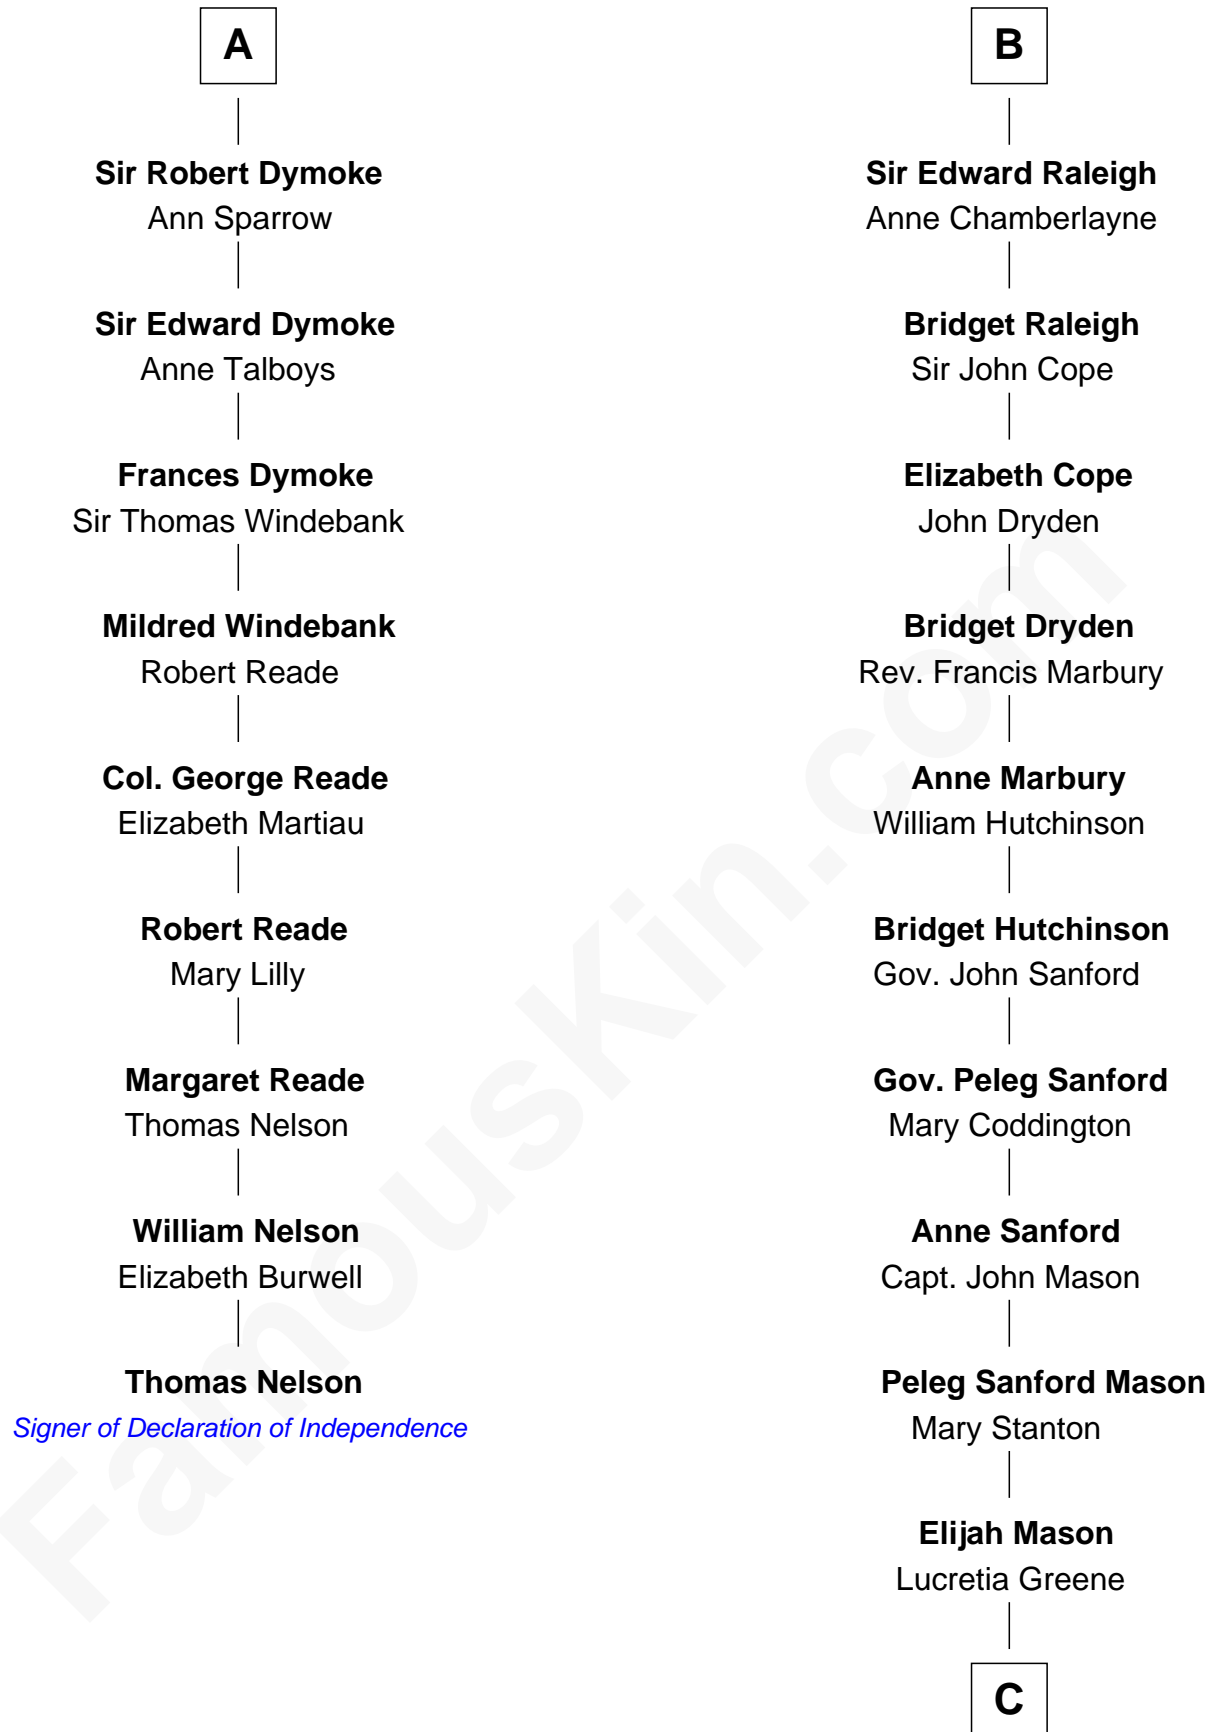 A
Sir Robert Dymoke
Ann Sparrow
Sir Edward Dymoke
Anne Talboys
Frances Dymoke
Sir Thomas Windebank
Mildred Windebank
Robert Reade
Col. George Reade
Elizabeth Martiau
Robert Reade
Mary Lilly
Margaret Reade
Thomas Nelson
William Nelson
Elizabeth Burwell
Thomas Nelson
Signer of Declaration of Independence
B
Sir Edward Raleigh
Anne Chamberlayne
Bridget Raleigh
Sir John Cope
Elizabeth Cope
John Dryden
Bridget Dryden
Rev. Francis Marbury
Anne Marbury
William Hutchinson
Bridget Hutchinson
Gov. John Sanford
Gov. Peleg Sanford
Mary Coddington
Anne Sanford
Capt. John Mason
Peleg Sanford Mason
Mary Stanton
Elijah Mason
Lucretia Greene
C
FamousKin.com